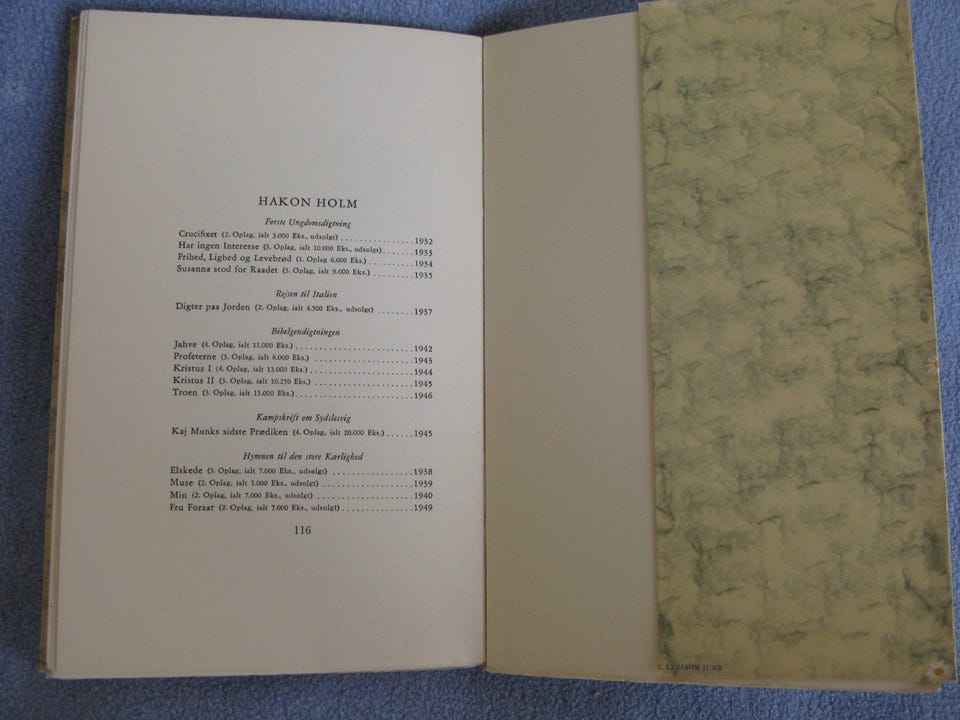 HAKON HOLM
Første Ungdomsdigtning
Crucifixet (2. Oplag, ialt 3.000 Eks., udsolgt) ................1932
Har ingen Interesse (3. Oplag, ialt 10.000 Eks., udsolgt).......1933
Frihed, Lighed og Levebrød (1. Oplag 6.000 Eks.) ..........1934
Susanna stod for Raadet (3. Oplag, ialt 9.000 Eks.) .........1935
Rejsen til Italien
Digter paa Jorden (2. Oplag, ialt 4.500 Eks., udsolgt) ........1937
Bibelgendigtningen
Jahve (4. Oplag, ialt 11.000 Eks.)..........................1942
Profeterne (3. Oplag, ialt 8.000 Eks.) ......................1943
Kristus I (4. Oplag, ialt 13.000 Eks.).......................1944
Kristus II (3. Oplag, ialt 10.250 Eks.) ......................1945
Troen (3. Oplag, ialt 11.000 Eks.)..........................1946
Kampskrift om Sydslesvig
Kaj Munks sidste Prædiken (4. Oplag, ialt 20.000 Eks.)......1945
Hymnen til den store Kærlighed
Elskede (3. Oplag, ialt 7.000 Eks., udsolgt) ..................1938
Muse (2. Oplag, ialt 5.000 Eks., udsolgt) ....................1939
Min (2. Oplag, ialt 7.000 Eks., udsolgt) .....................1940
Fru Foraar (2. Oplag, ialt 7.000 Eks., udsolgt)................1949
116
LEVISON JUNR